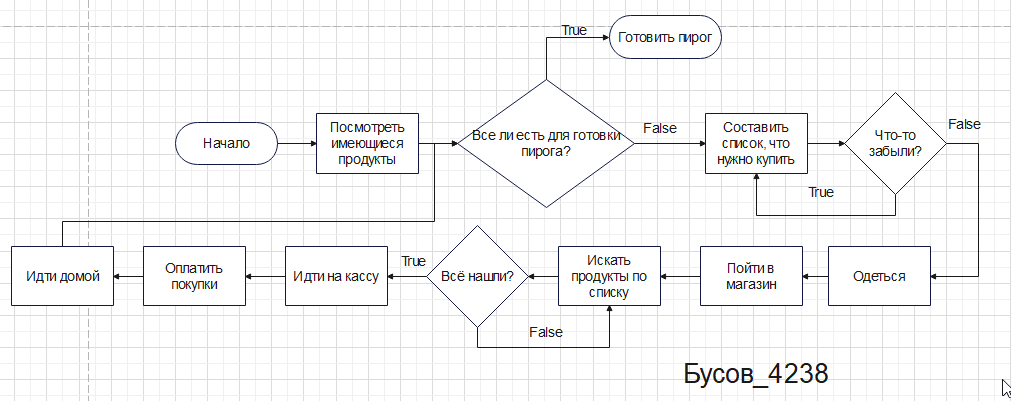 True
Готовить пирог
Начало
Посмотреть
имеющиеся
продукты
Все ли есть для готовки
пирога?
False
Составить
список, что
нужно купить
Что-то
забыли?
False
True
Идти домой
Оплатить
покупки
Идти на кассу
True
Всё нашли?
Искать
продукты по
списку
Пойти в
магазин
Одеться
False
Бусов_4238